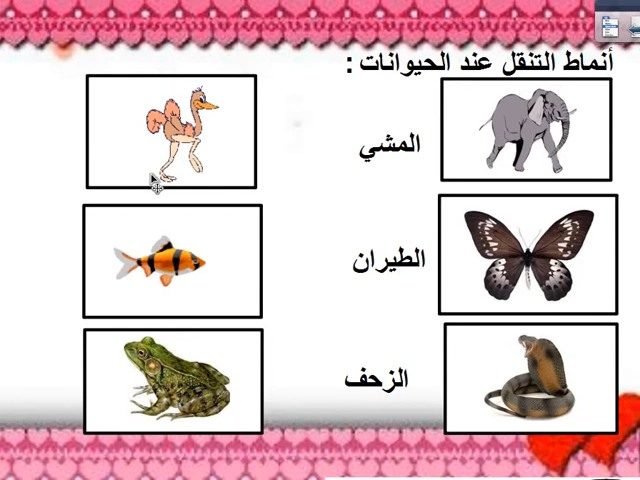 أنماط التنقل عند الحيوانات :
المشي
الطيران
الزحف